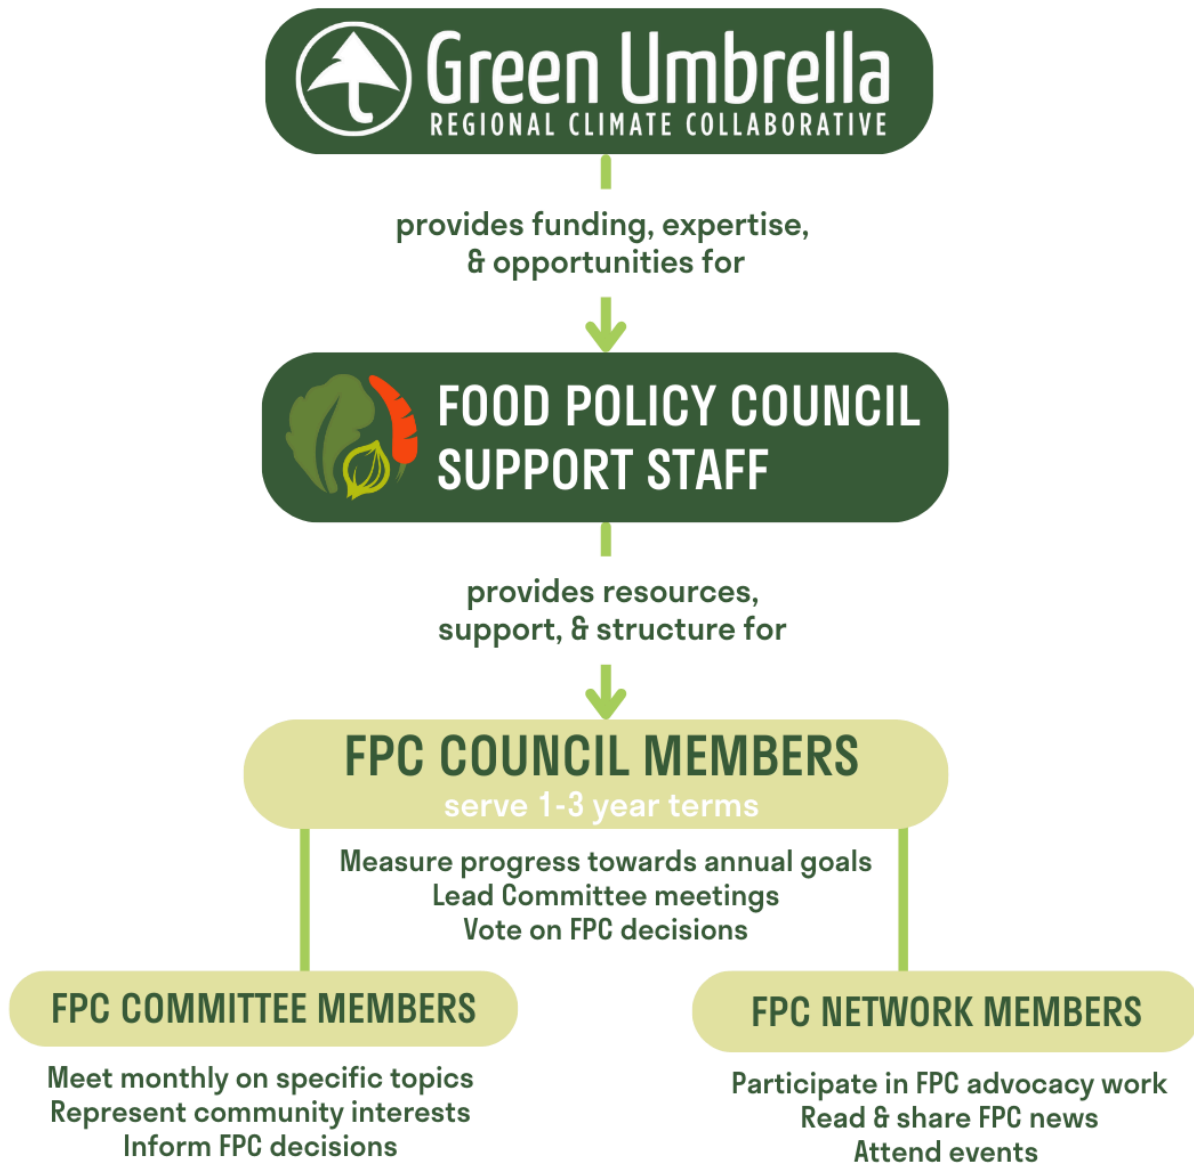 Green Umbrella
REGIONAL CLIMATE COLLABORATIVE
provides funding, expertise,
& opportunities for
FOOD POLICY COUNCIL
SUPPORT STAFF
provides resources,
support, & structure for
FPC COUNCIL MEMBERS
serve 1-3 year terms
Measure progress towards annual goals
Lead Committee meetings
Vote on FPC decisions
FPC COMMITTEE MEMBERS
Meet monthly on specific topics
Represent community interests
Inform FPC decisions
FPC NETWORK MEMBERS
Participate in FPC advocacy work
Read & share FPC news
Attend events